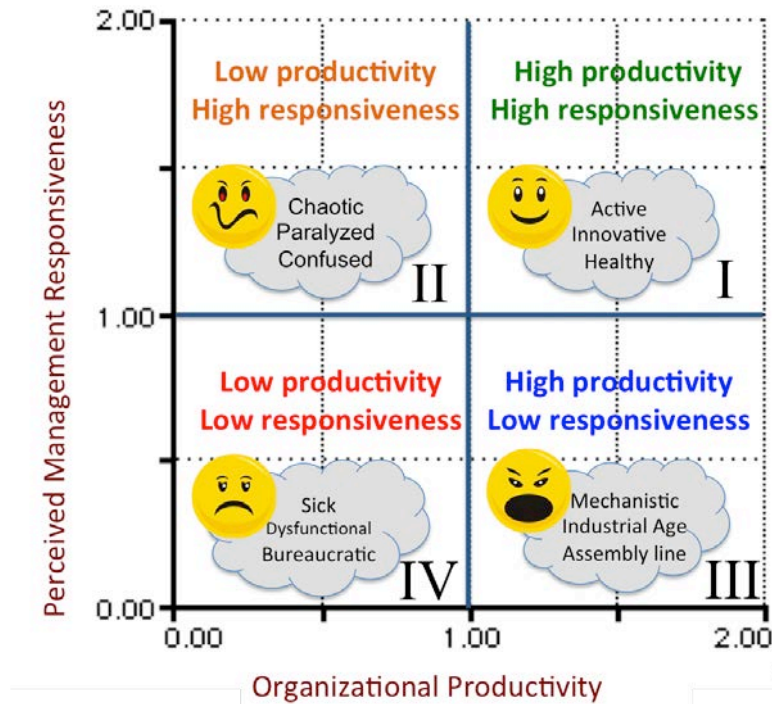 2.00
Low productivity
High responsiveness
High productivity
High responsiveness
Chaotic
Paralyzed
Confused
II
Active
Innovative
Healthy
I
Perceived Management Responsiveness
1.00
Low productivity
Low responsiveness
High productivity
Low responsiveness
Sick
Dysfunctional
Bureaucratic
IV
Mechanistic
Industrial Age
Assembly line
III
0.00
0.00
1.00
2.00
Organizational Productivity